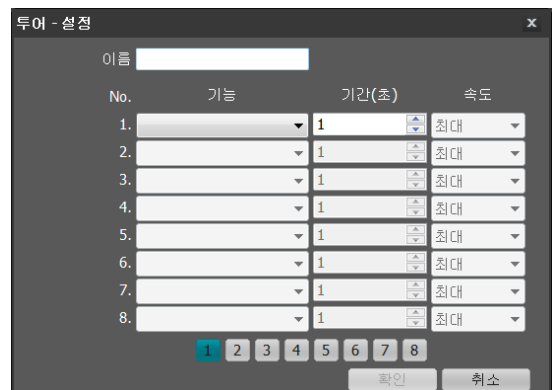 투어 - 설정 x
이름
No. 기능 기간(초) 속도
1. 1 최대
2. 1 최대
3. 1 최대
4. 1 최대
5. 1 최대
6. 1 최대
7. 1 최대
8. 1 최대
1 2 3 4 5 6 7 8
확인 취소